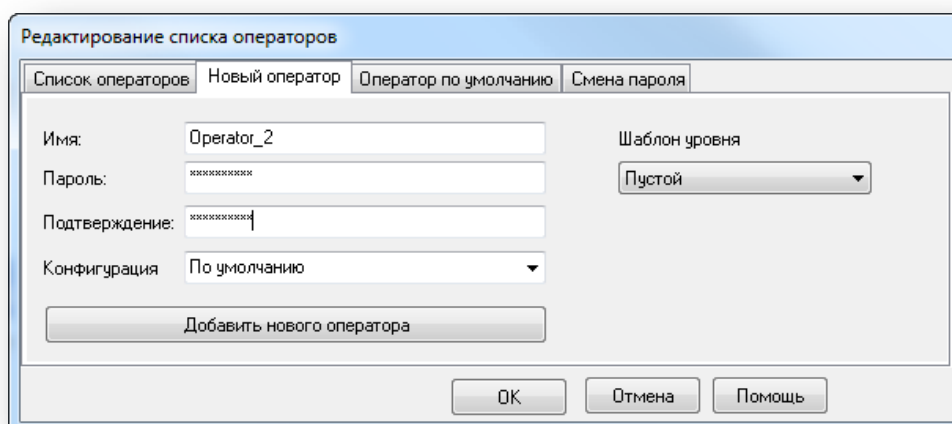 Редактирование списка операторов
Список операторов Новый оператор Оператор по умолчанию Смена пароля
Имя: Operator_2 Шаблон уровня
Пароль: ********** Пустой
Подтверждение: **********
Конфигурация По умолчанию
Добавить нового оператора
OK Отмена Помощь